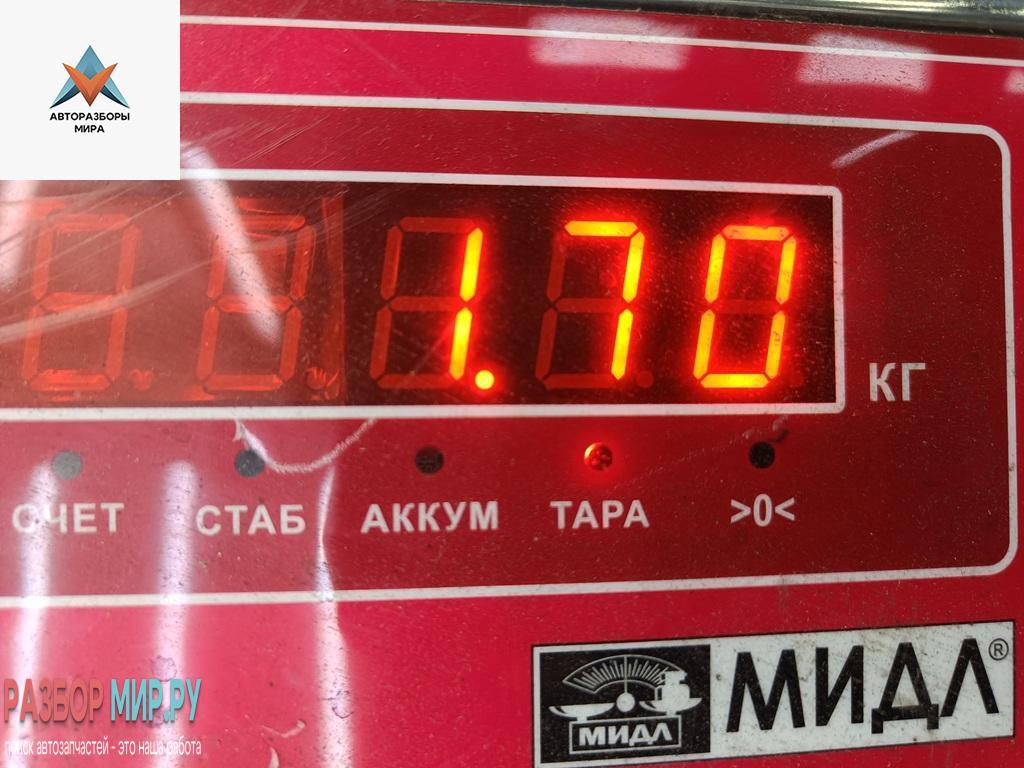 АВТОРАЗБОРЫ
МИРА
1.70
КГ
СЧЕТ СТАБ АККУМ ТАРА >0<
МИДЛ МИДЛ®
РАЗБОР МИР.РУ
поиск автозапчастей - это наша работа